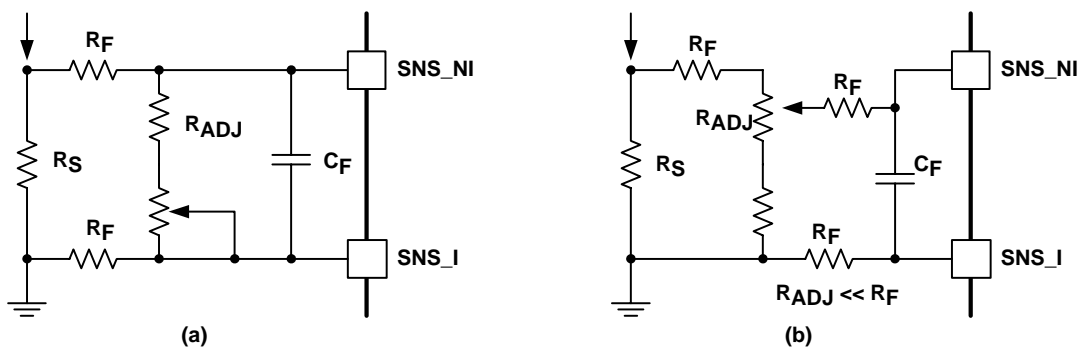 RF
SNS_NI
RADJ
RS
CF
RF
SNS_I
(a)
RF
SNS_NI
RF
RADJ
RS
CF
RF
SNS_I
RADJ << RF
(b)